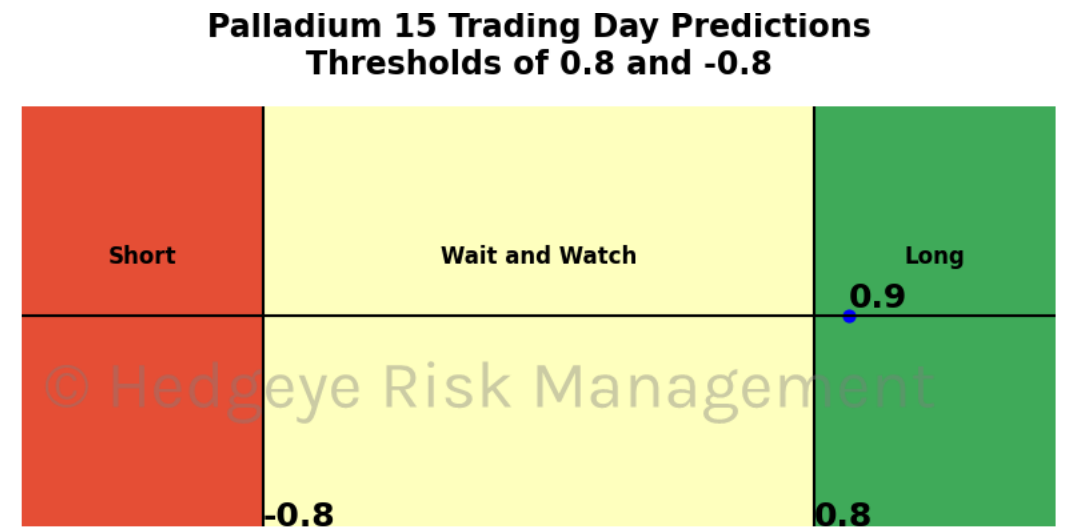 Palladium 15 Trading Day Predictions
Thresholds of 0.8 and -0.8
Short
Wait and Watch
Long
0.9
© Hedgeye Risk Management
-0.8
0.8